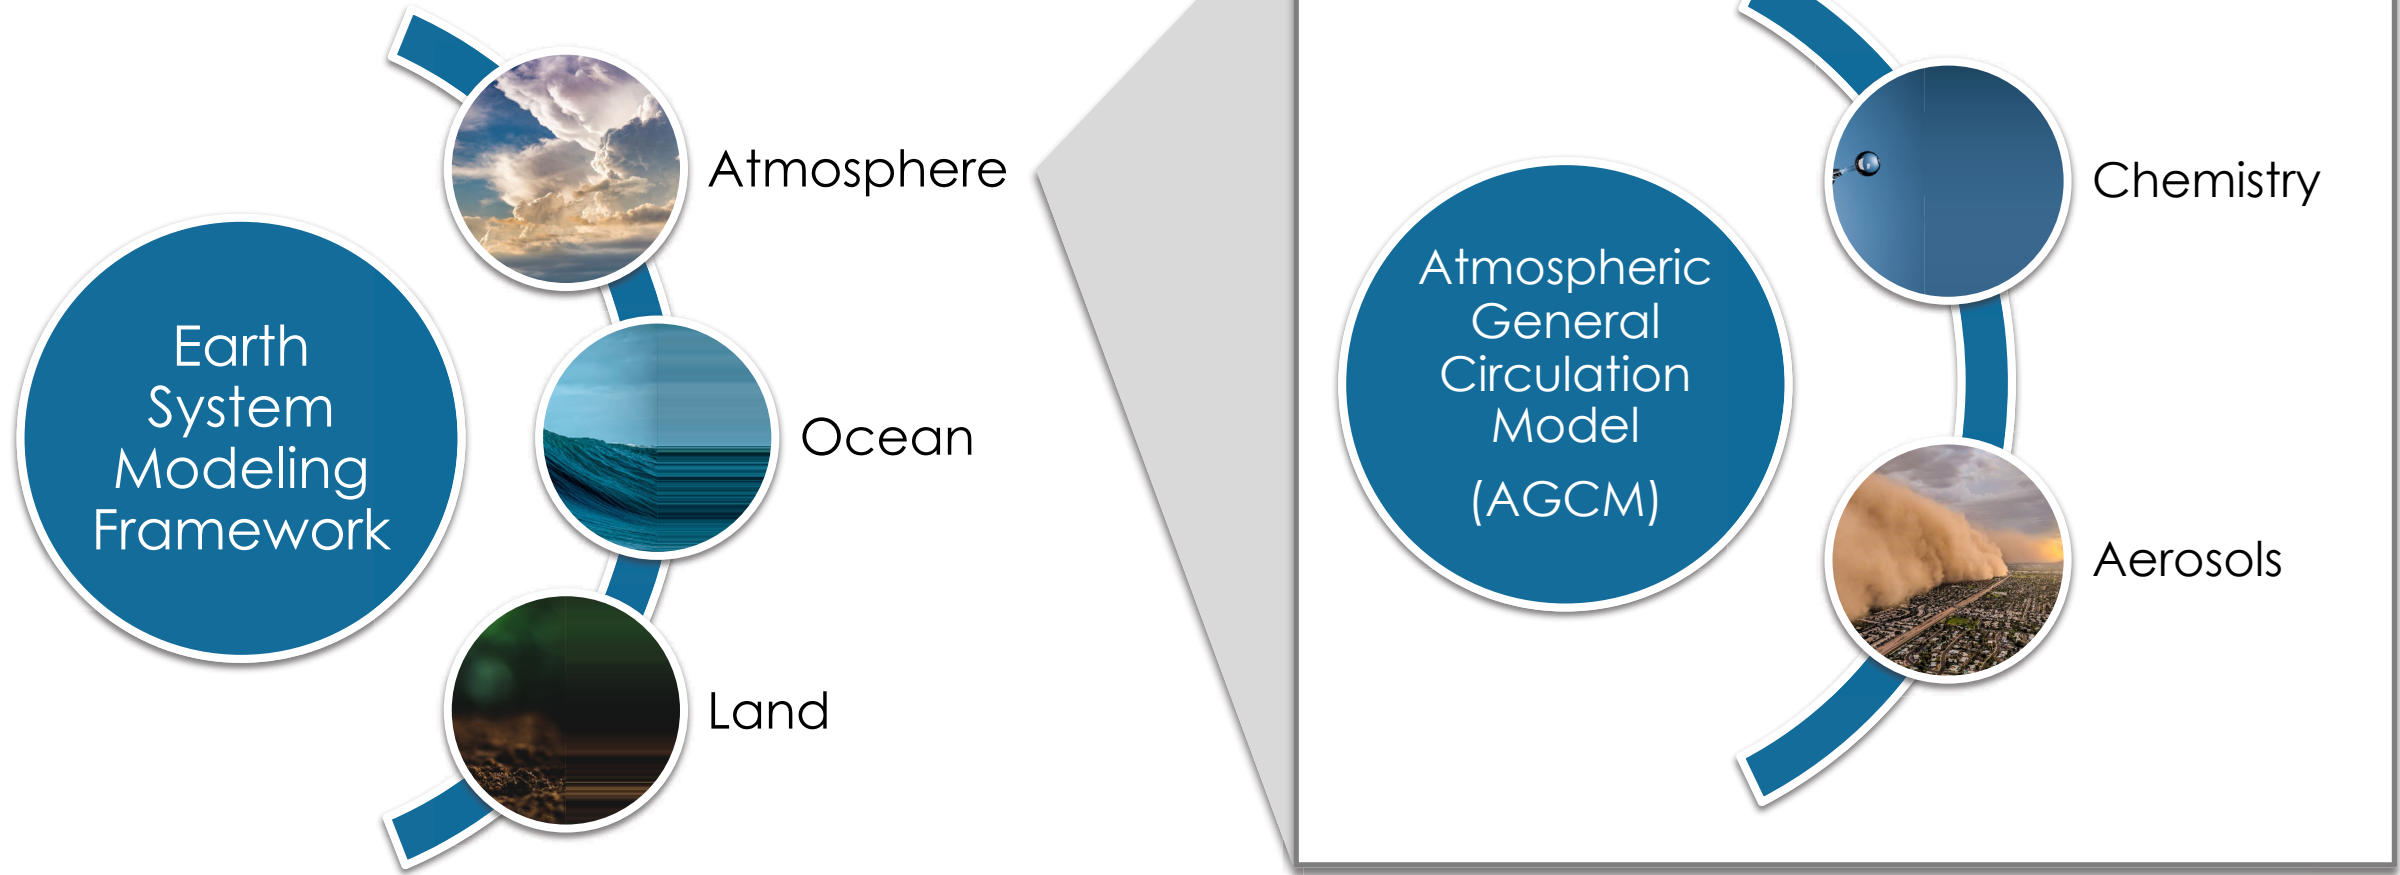 Earth
System
Modeling
Framework
Atmosphere
Ocean
Land
Atmospheric
General
Circulation
Model
(AGCM)
Chemistry
Aerosols